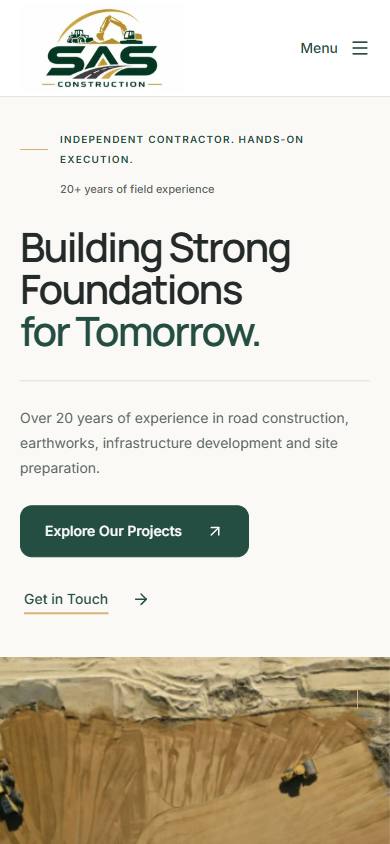 SAS
CONSTRUCTION
Menu
INDEPENDENT CONTRACTOR. HANDS-ON
EXECUTION.
20+ years of field experience
Building Strong
Foundations
for Tomorrow.
Over 20 years of experience in road construction,
earthworks, infrastructure development and site
preparation.
Explore Our Projects
Get in Touch